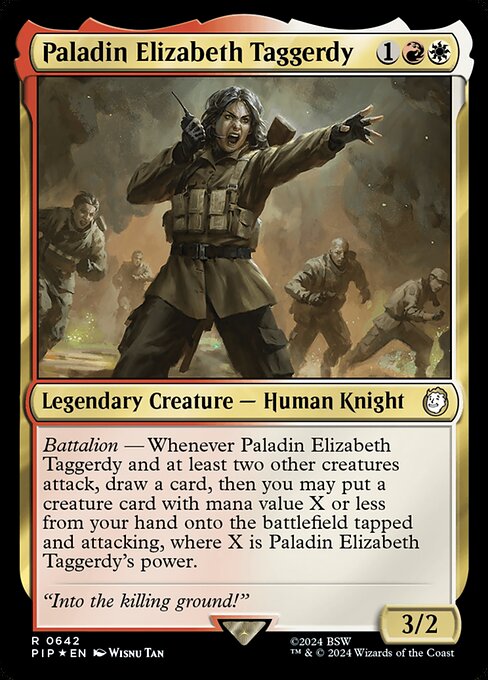 Paladin Elizabeth Taggerdy 1
Legendary Creature — Human Knight
Battalion — Whenever Paladin Elizabeth
Taggerdy and at least two other creatures
attack, draw a card, then you may put a
creature card with mana value X or less
from your hand onto the battlefield tapped
and attacking, where X is Paladin Elizabeth
Taggerdy's power.
“Into the killing ground!”
3/2
R 0642
PIP ★ EN Wisnu Tan
©2024 BSW
™ & © 2024 Wizards of the Coast